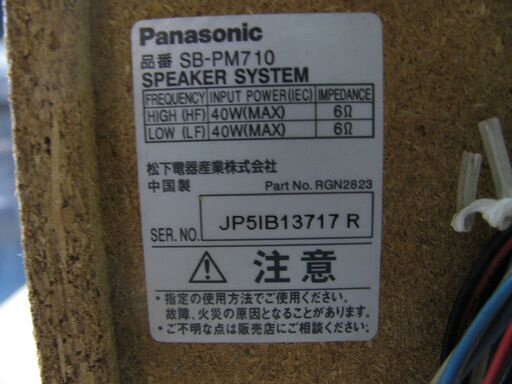 Panasonic
品番 SB-PM710
SPEAKER SYSTEM
FREQUENCY INPUT POWER(IEC) IMPEDANCE
HIGH (HF) 40W(MAX) 6Ω
LOW (LF) 40W(MAX) 6Ω
松下電器産業株式会社
中国製 Part No. RGN2823
SER. NO. JP5IB13717 R
注意
・指定の使用方法でご使用ください。
故障、火災の原因となることがあります。
・ご不明な点は販売店にご相談ください。